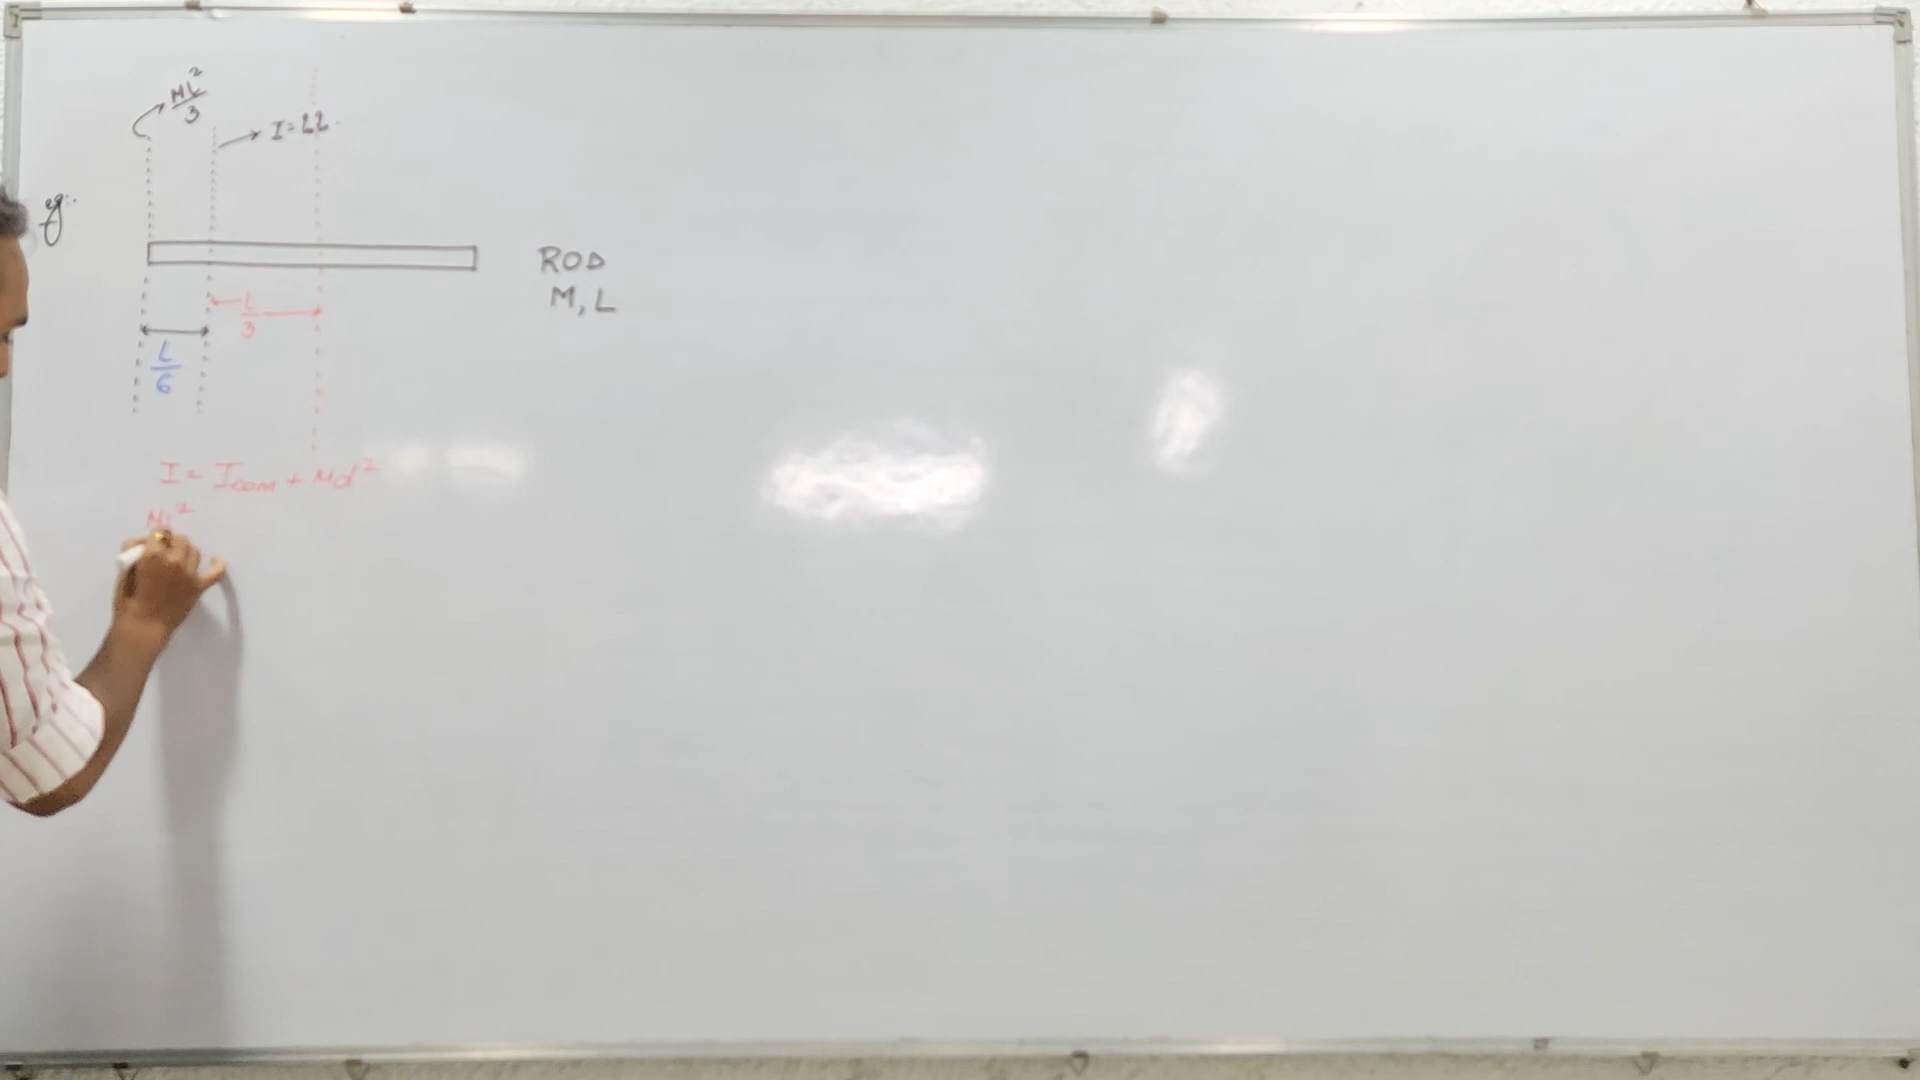 ML²/3
I = ??
eg:-
ROD
M, L
L/3
L/6
I = Icom + Md²
ML²